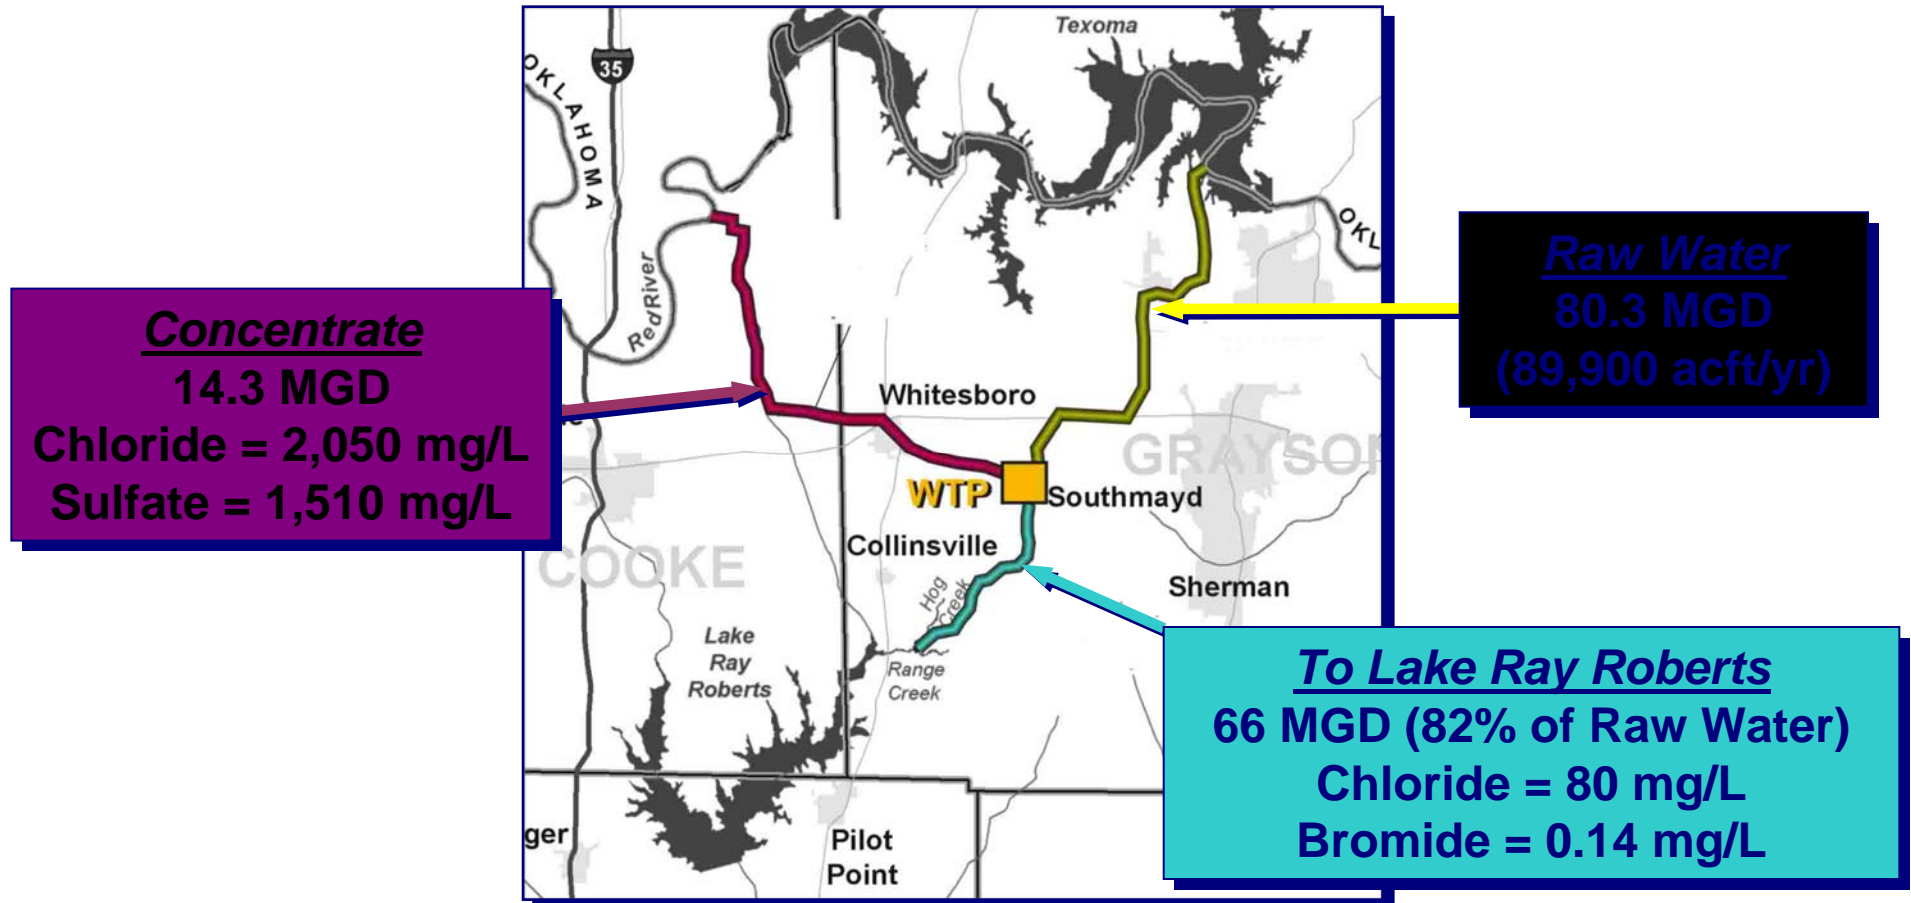 Texoma
35
OKLAHOMA
OKL
Red River
Raw Water
80.3 MGD
(89,900 acft/yr)
Concentrate
14.3 MGD
Chloride = 2,050 mg/L
Sulfate = 1,510 mg/L
Whitesboro
GRAYSON
WTP
Southmayd
Collinsville
COOKE
Sherman
Hog
Creek
Lake
Ray
Roberts
Range
Creek
To Lake Ray Roberts
66 MGD (82% of Raw Water)
Chloride = 80 mg/L
Bromide = 0.14 mg/L
ger
Pilot
Point